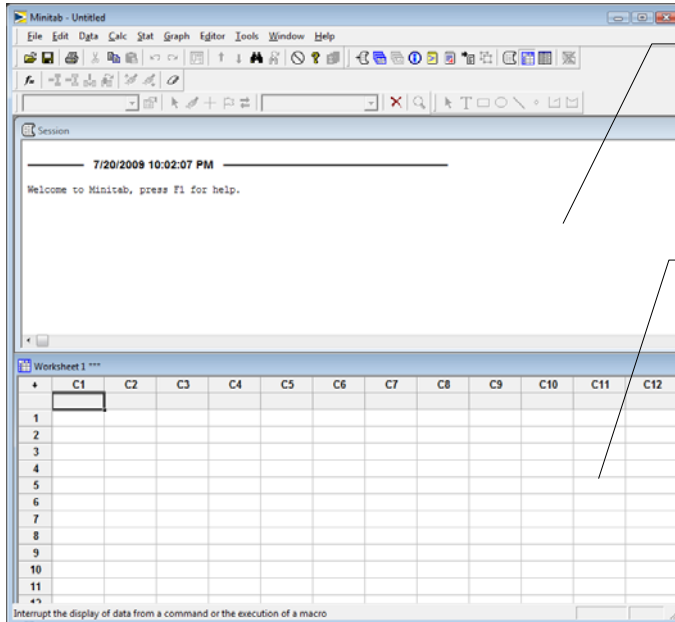 Minitab - Untitled
File Edit Data Calc Stat Graph Editor Tools Window Help
Session
7/20/2009 10:02:07 PM
Welcome to Minitab, press F1 for help.
Worksheet 1 ***
C1 C2 C3 C4 C5 C6 C7 C8 C9 C10 C11 C12
1
2
3
4
5
6
7
8
9
10
11
12
Interrupt the display of data from a command or the execution of a macro